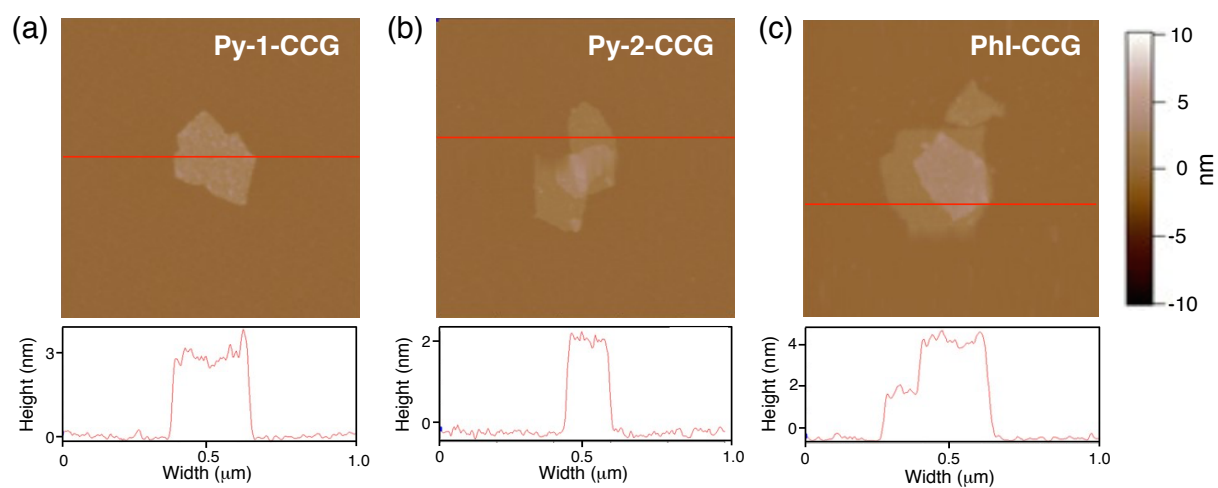 (a) Py-1-CCG
(b) Py-2-CCG
(c) PhI-CCG
10
5
0
-5
-10
nm
Height (nm)
3
0
0 0.5 1.0
Width (μm)
Height (nm)
2
0
0 0.5 1.0
Width (μm)
Height (nm)
4
2
0
0 0.5 1.0
Width (μm)